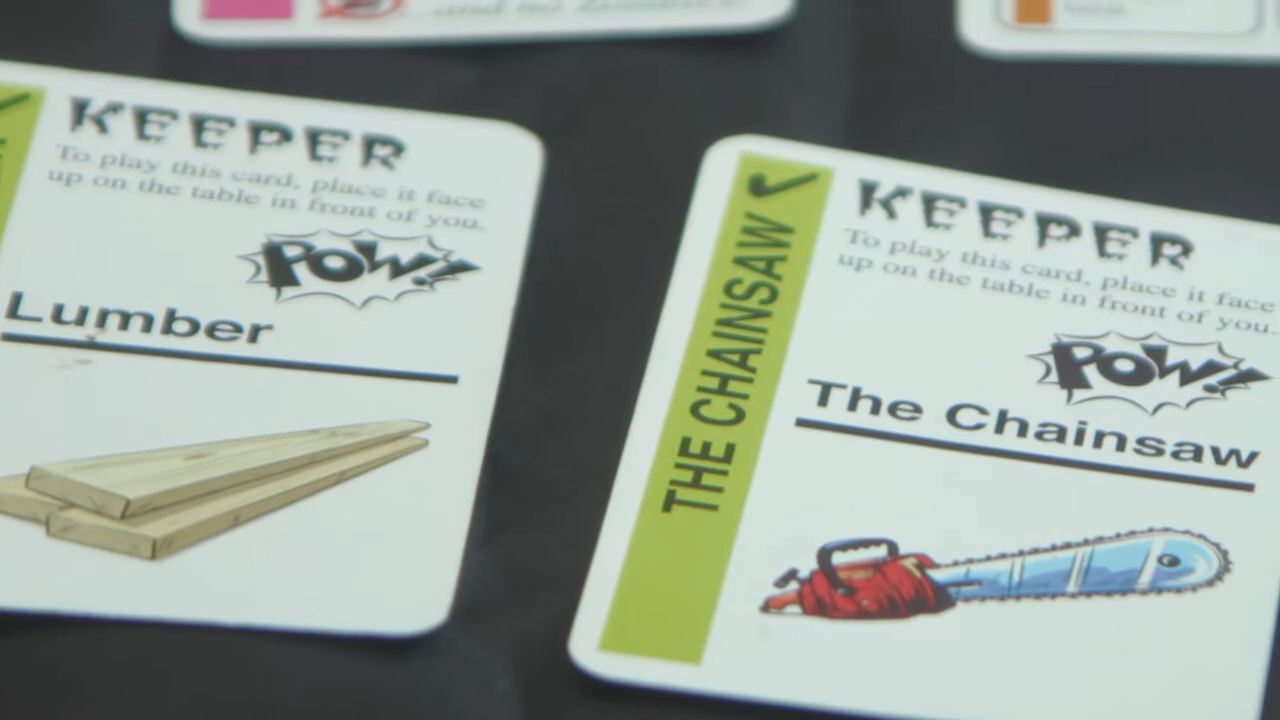 KEEPER
To play this card, place it face
up on the table in front of you.
POW!
Lumber
THE CHAINSAW
KEEPER
To play this card, place it face
up on the table in front of you.
POW!
The Chainsaw